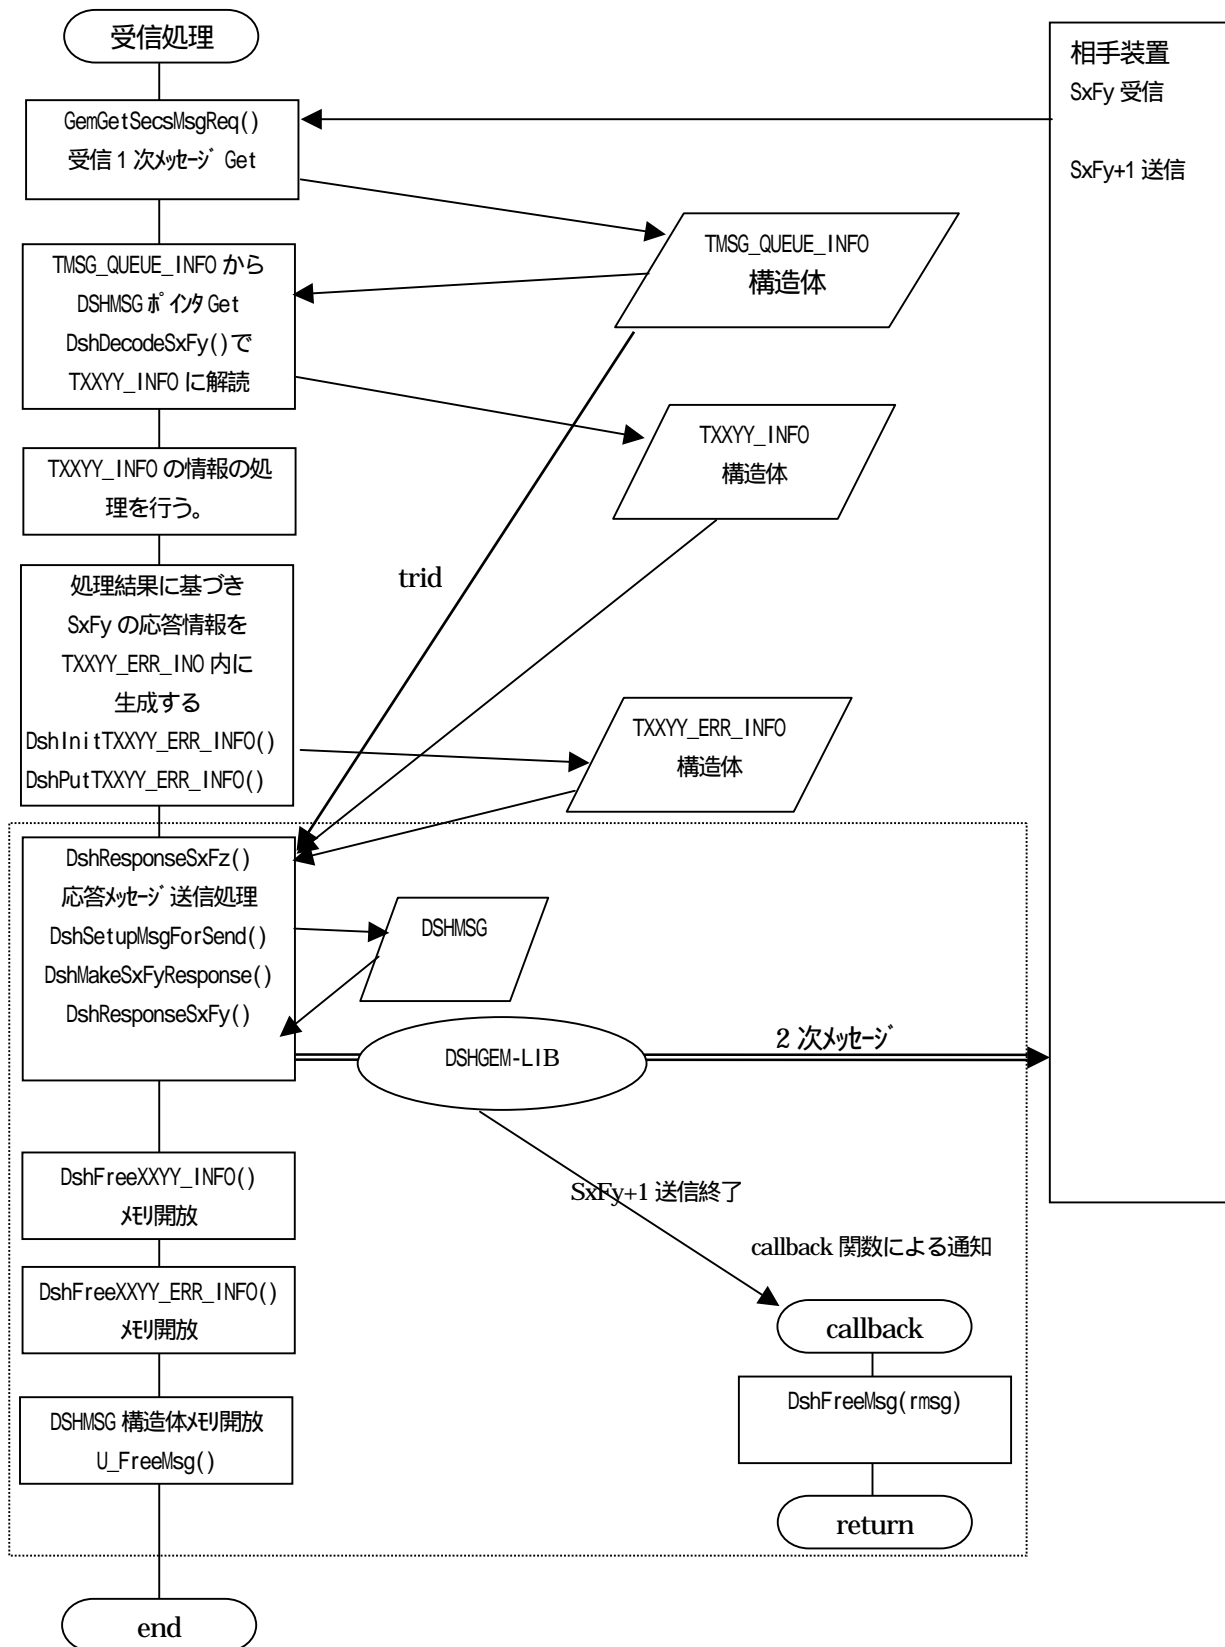 受信処理
GemGetSecsMsgReq()
受信1次メッセージ Get
TMSG_QUEUE_INFO から
DSHMSG ポインタ Get
DshDecodeSxFy()で
TXXYY_INFO に解読
TXXYY_INFO の情報の処
理を行う。
処理結果に基づき
SxFy の応答情報を
TXXYY_ERR_INO 内に
生成する
DshInitTXXYY_ERR_INFO()
DshPutTXXYY_ERR_INFO()
DshResponseSxFz()
応答メッセージ送信処理
DshSetupMsgForSend()
DshMakeSxFyResponse()
DshResponseSxFy()
DshFreeXXYY_INFO()
メモリ開放
DshFreeXXYY_ERR_INFO()
メモリ開放
DSHMSG 構造体メモリ開放
U_FreeMsg()
end
TMSG_QUEUE_INFO
構造体
TXXYY_INFO
構造体
trid
TXXYY_ERR_INFO
構造体
DSHMSG
DSHGEM-LIB
2 次メッセージ
SxFy+1 送信終了
callback 関数による通知
callback
DshFreeMsg(rmsg)
return
相手装置
SxFy 受信
SxFy+1 送信